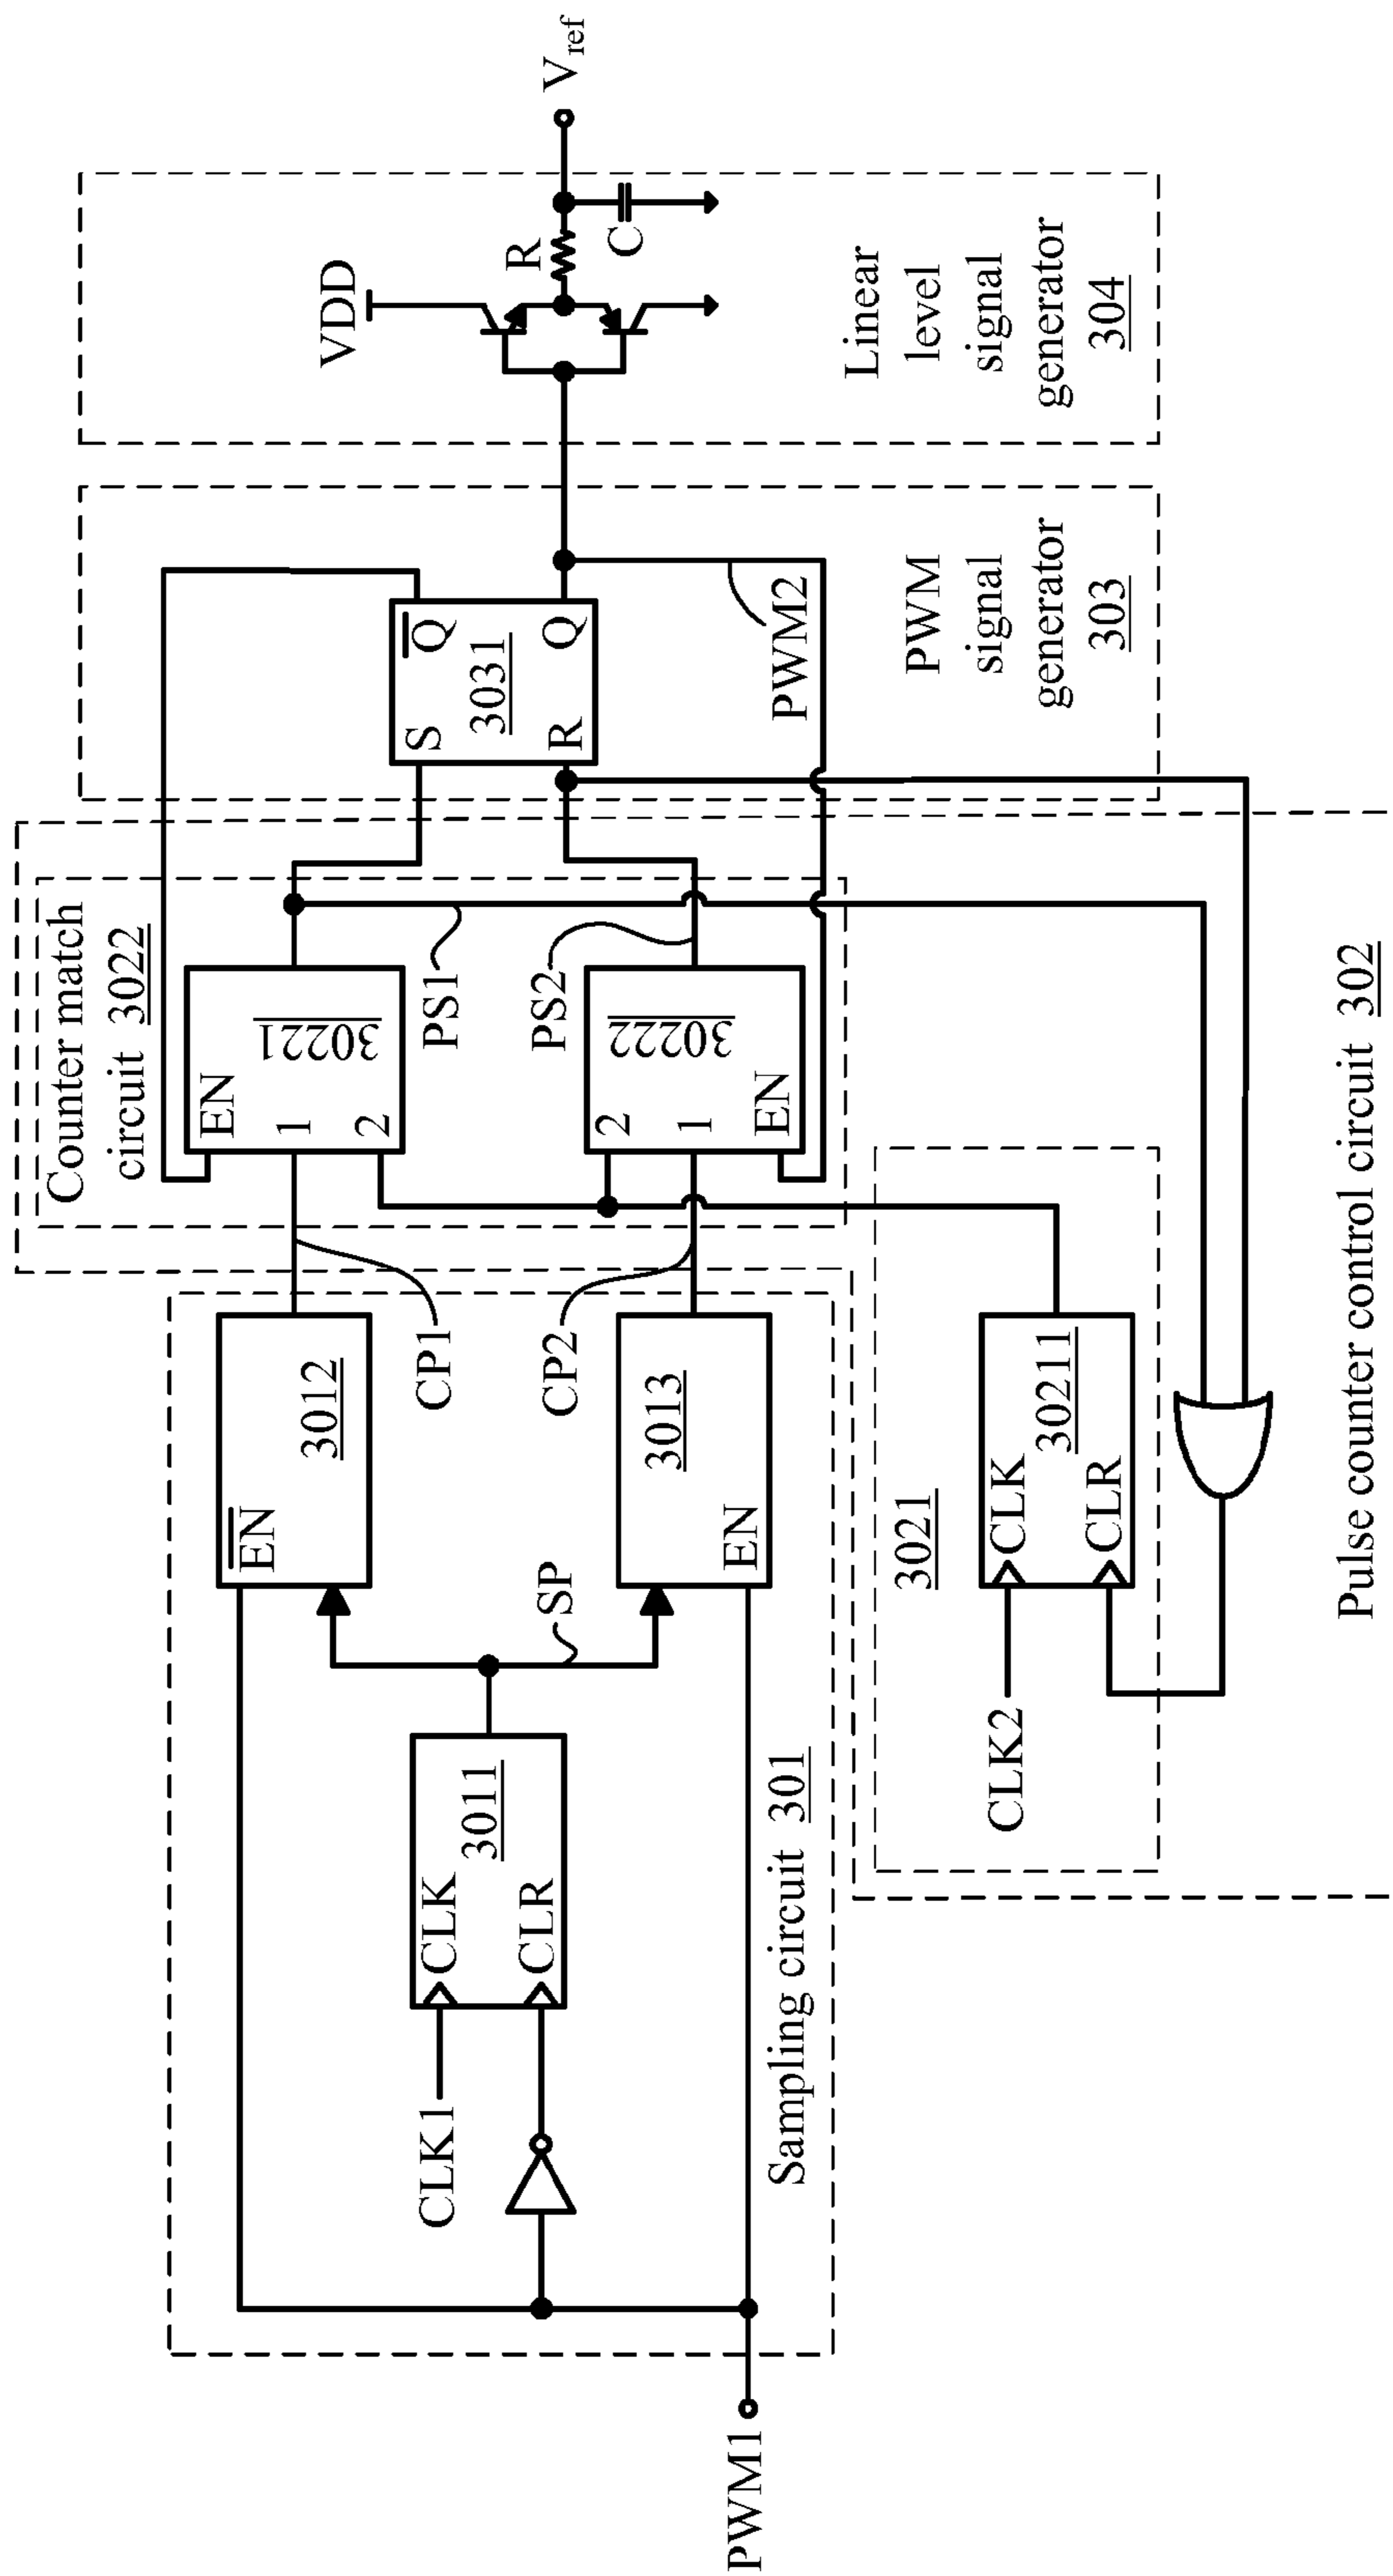 PWM1
CLK1
CLK
CLR
3011
SP
EN
3012
EN
3013
Sampling circuit 301
CP1
CP2
Counter match
circuit 3022
EN
1
2
30221
2
1
EN
30222
PS1
PS2
CLK2
3021
CLK
CLR
30211
Pulse counter control circuit 302
S
R
3031
Q
Q
PWM2
PWM
signal
generator
303
VDD
R
C
Linear
level
signal
generator
304
Vref